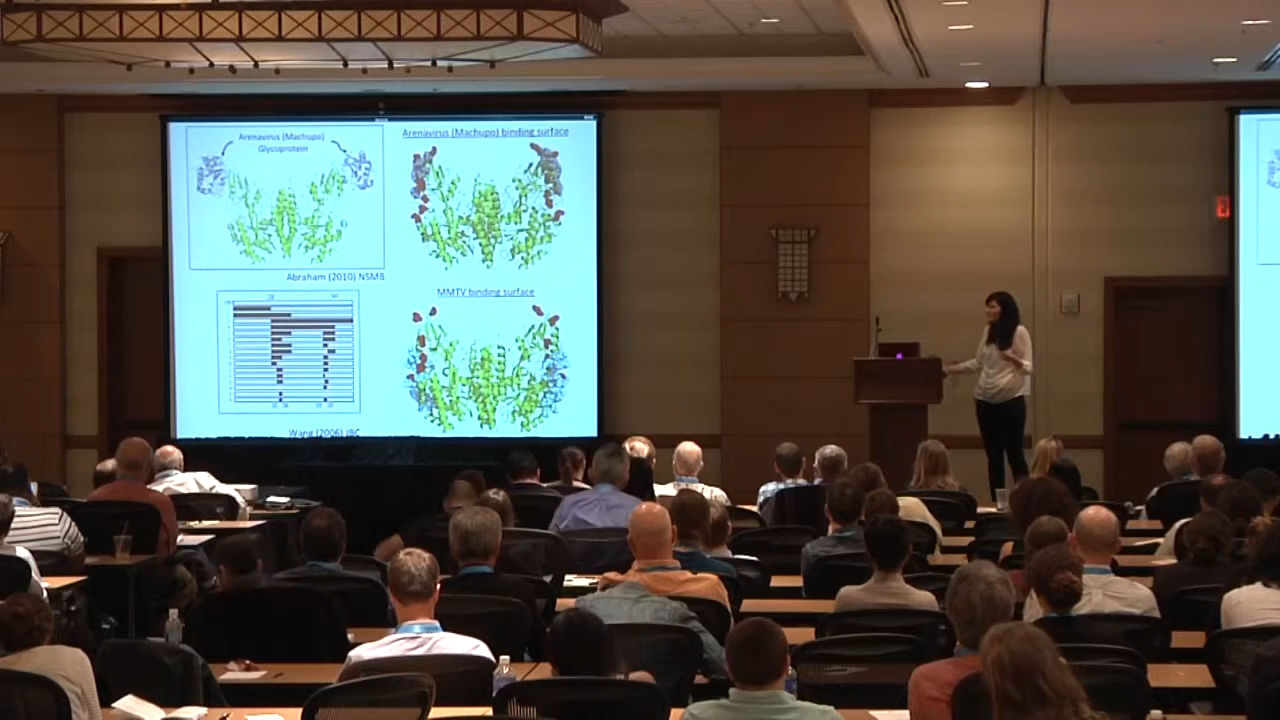 Arenavirus (Machupo)
Glycoprotein
Abraham (2010) NSMB
Arenavirus (Machupo) binding surface
MMTV binding surface
Wang (2006) JBC